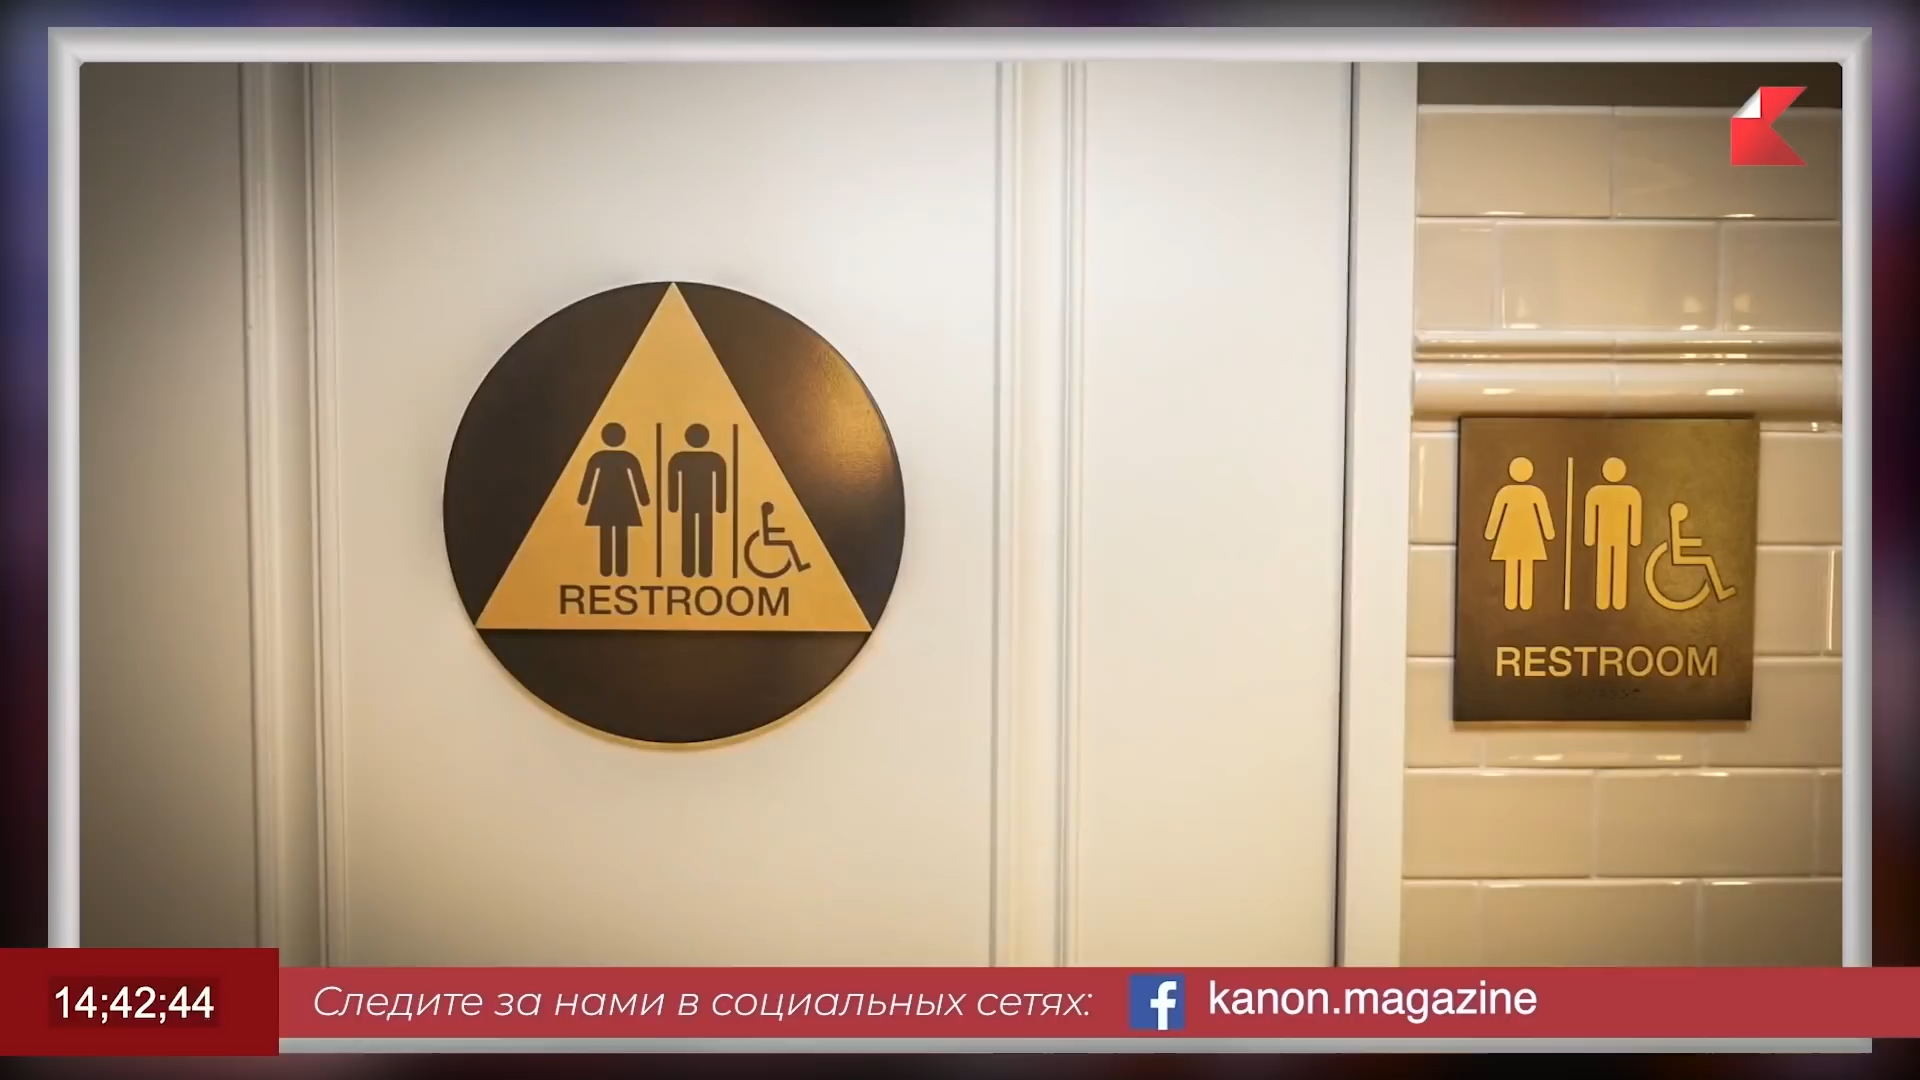 RESTROOM
RESTROOM
14;42;44
Следите за нами в социальных сетях:
kanon.magazine